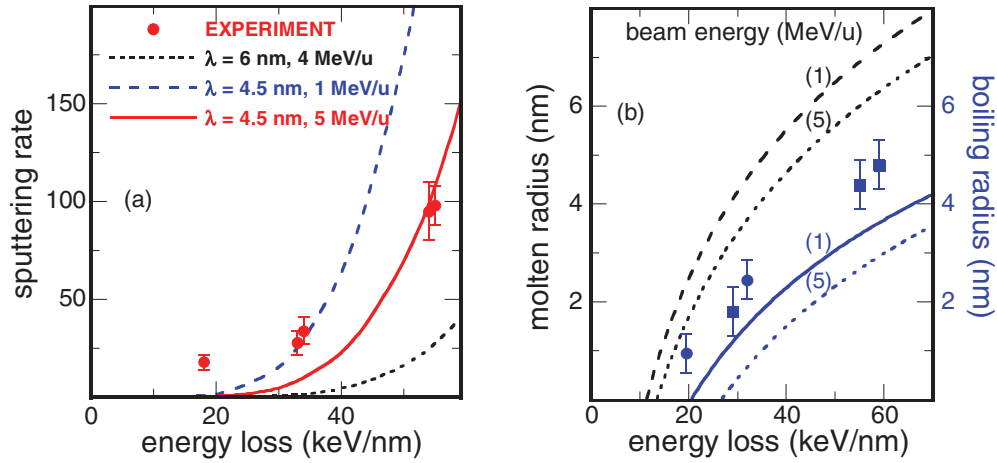 EXPERIMENT
λ = 6 nm, 4 MeV/u
λ = 4.5 nm, 1 MeV/u
λ = 4.5 nm, 5 MeV/u
(a)
sputtering rate
150
100
50
0
20
40
energy loss (keV/nm)
beam energy (MeV/u)
(1)
(5)
(b)
(1)
(5)
molten radius (nm)
6
4
2
boiling radius (nm)
6
4
2
0
20
40
60
energy loss (keV/nm)